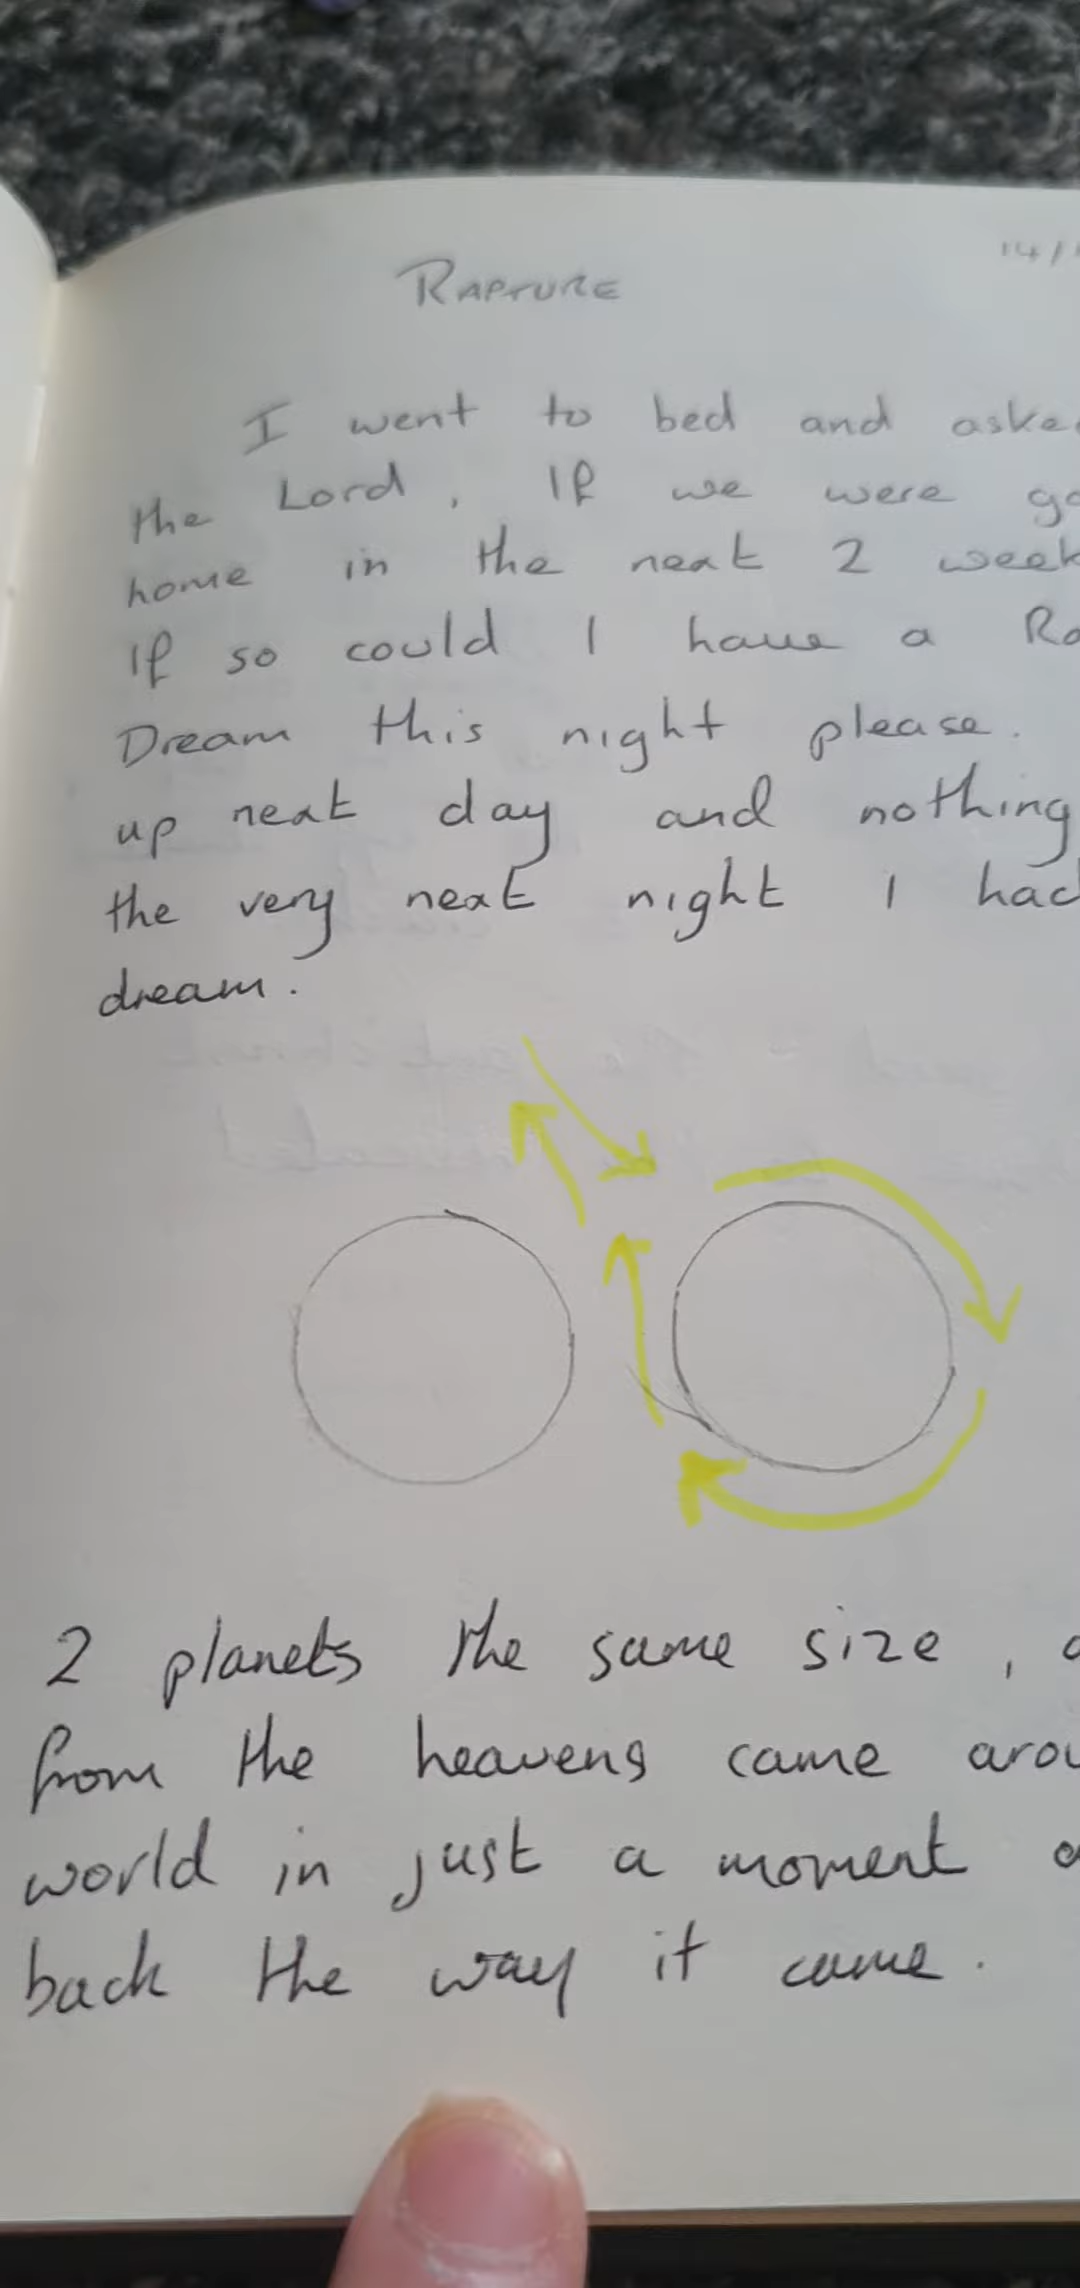 RAPTURE
14/
I went to bed and aske
the Lord, If we were go
home in the next 2 week
If so could I have a Ra
Dream this night please.
up next day and nothing
the very next night I had
dream.
2 planets the same size,
from the heavens came arou
world in just a moment
back the way it came.